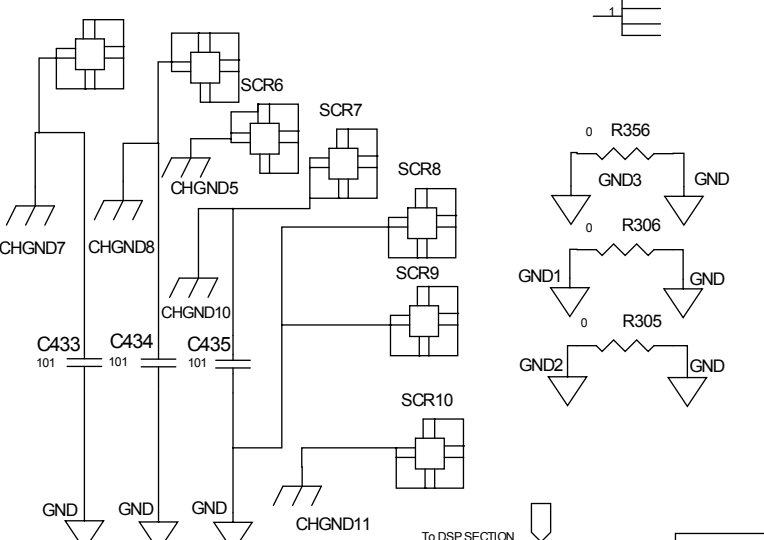 1
SCR6
SCR7
0 R356
SCR8
CHGND5
GND3 GND
CHGND7
CHGND8
0 R306
SCR9
GND1 GND
CHGND10
0 R305
C433
101
C434
101
C435
101
GND2 GND
SCR10
GND
GND
GND
CHGND11
To DSP SECTION